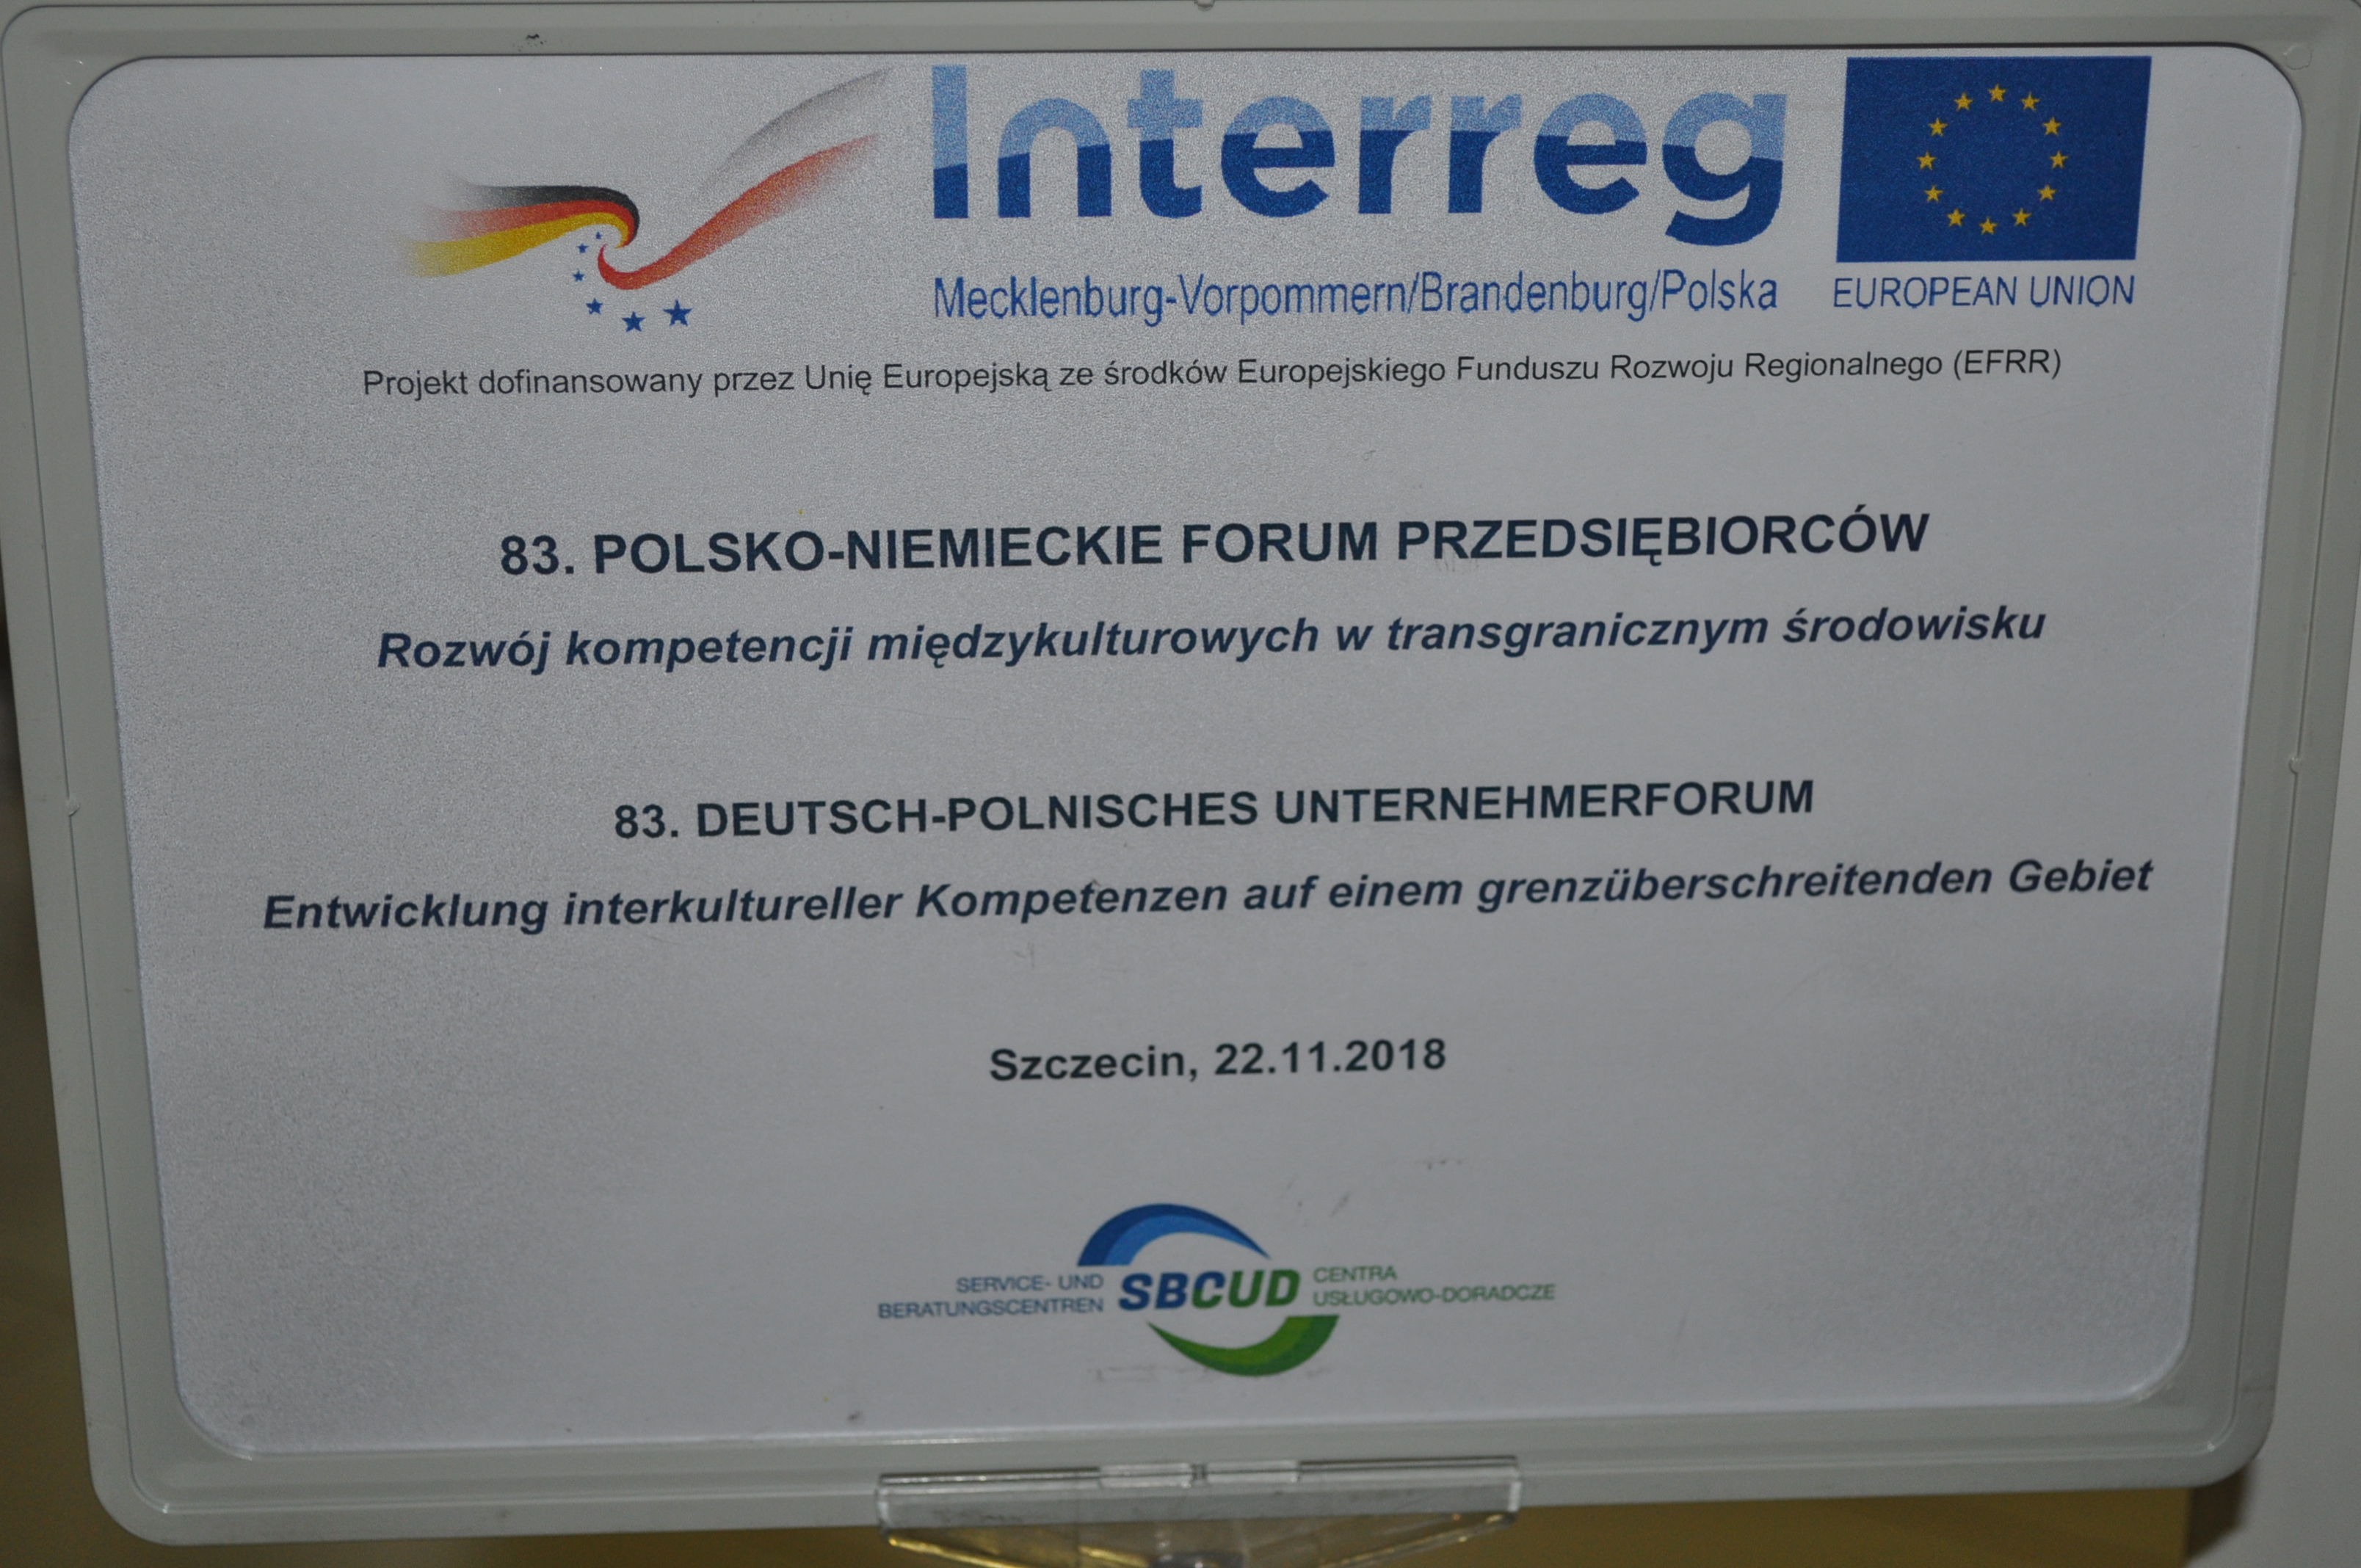 Interreg
Mecklenburg-Vorpommern/Brandenburg/Polska
EUROPEAN UNION
Projekt dofinansowany przez Unię Europejską ze środków Europejskiego Funduszu Rozwoju Regionalnego (EFRR)
83. POLSKO-NIEMIECKIE FORUM PRZEDSIĘBIORCÓW
Rozwój kompetencji międzykulturowych w transgranicznym środowisku
83. DEUTSCH-POLNISCHES UNTERNEHMERFORUM
Entwicklung interkultureller Kompetenzen auf einem grenzüberschreitenden Gebiet
Szczecin, 22.11.2018
SERVICE- UND
BERATUNGSCENTREN
SBCUD
CENTRA
USŁUGOWO-DORADCZE